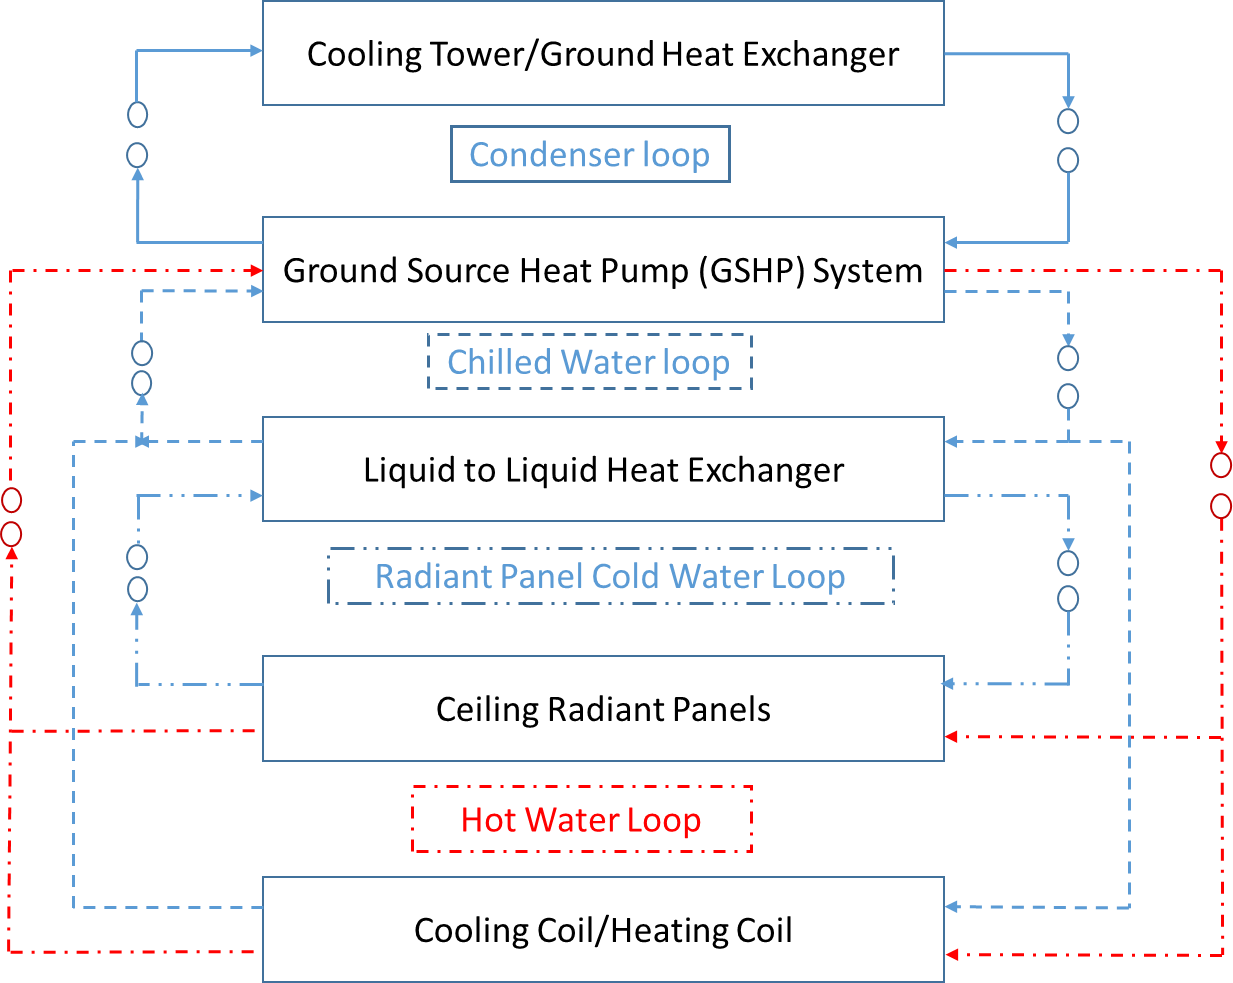 Cooling Tower/Ground Heat Exchanger
Condenser loop
Ground Source Heat Pump (GSHP) System
Chilled Water loop
Liquid to Liquid Heat Exchanger
Radiant Panel Cold Water Loop
Ceiling Radiant Panels
Hot Water Loop
Cooling Coil/Heating Coil